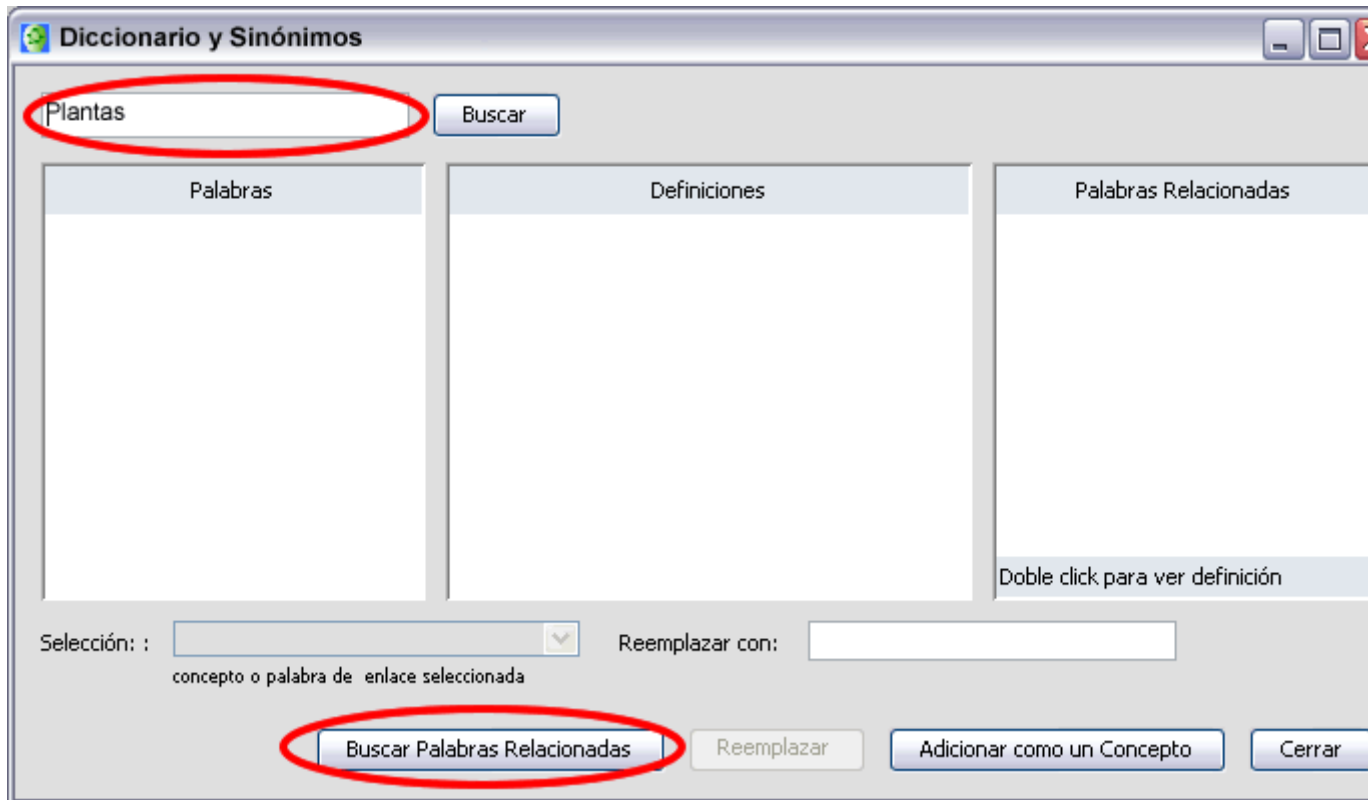 Diccionario y Sinónimos
Plantas
Buscar
Palabras
Definiciones
Palabras Relacionadas
Doble click para ver definición
Selección: :
Reemplazar con:
concepto o palabra de enlace seleccionada
Buscar Palabras Relacionadas
Reemplazar
Adicionar como un Concepto
Cerrar